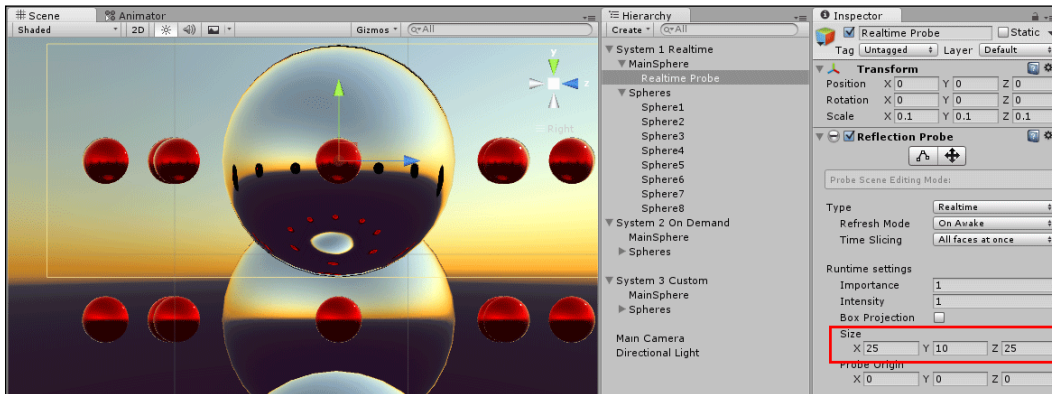 Scene
Animator
Shaded
2D
Gizmos
All
y
z
Right
Hierarchy
Create
All
System 1 Realtime
MainSphere
Realtime Probe
Spheres
Sphere1
Sphere2
Sphere3
Sphere4
Sphere5
Sphere6
Sphere7
Sphere8
System 2 On Demand
MainSphere
Spheres
System 3 Custom
MainSphere
Spheres
Main Camera
Directional Light
Inspector
Realtime Probe Static
Tag Untagged Layer Default
Transform
Position X 0 Y 0 Z 0
Rotation X 0 Y 0 Z 0
Scale X 0.1 Y 0.1 Z 0.1
Reflection Probe
Probe Scene Editing Mode:
Type Realtime
Refresh Mode On Awake
Time Slicing All faces at once
Runtime settings
Importance 1
Intensity 1
Box Projection
Size
X 25 Y 10 Z 25
Probe Origin
X 0 Y 0 Z 0